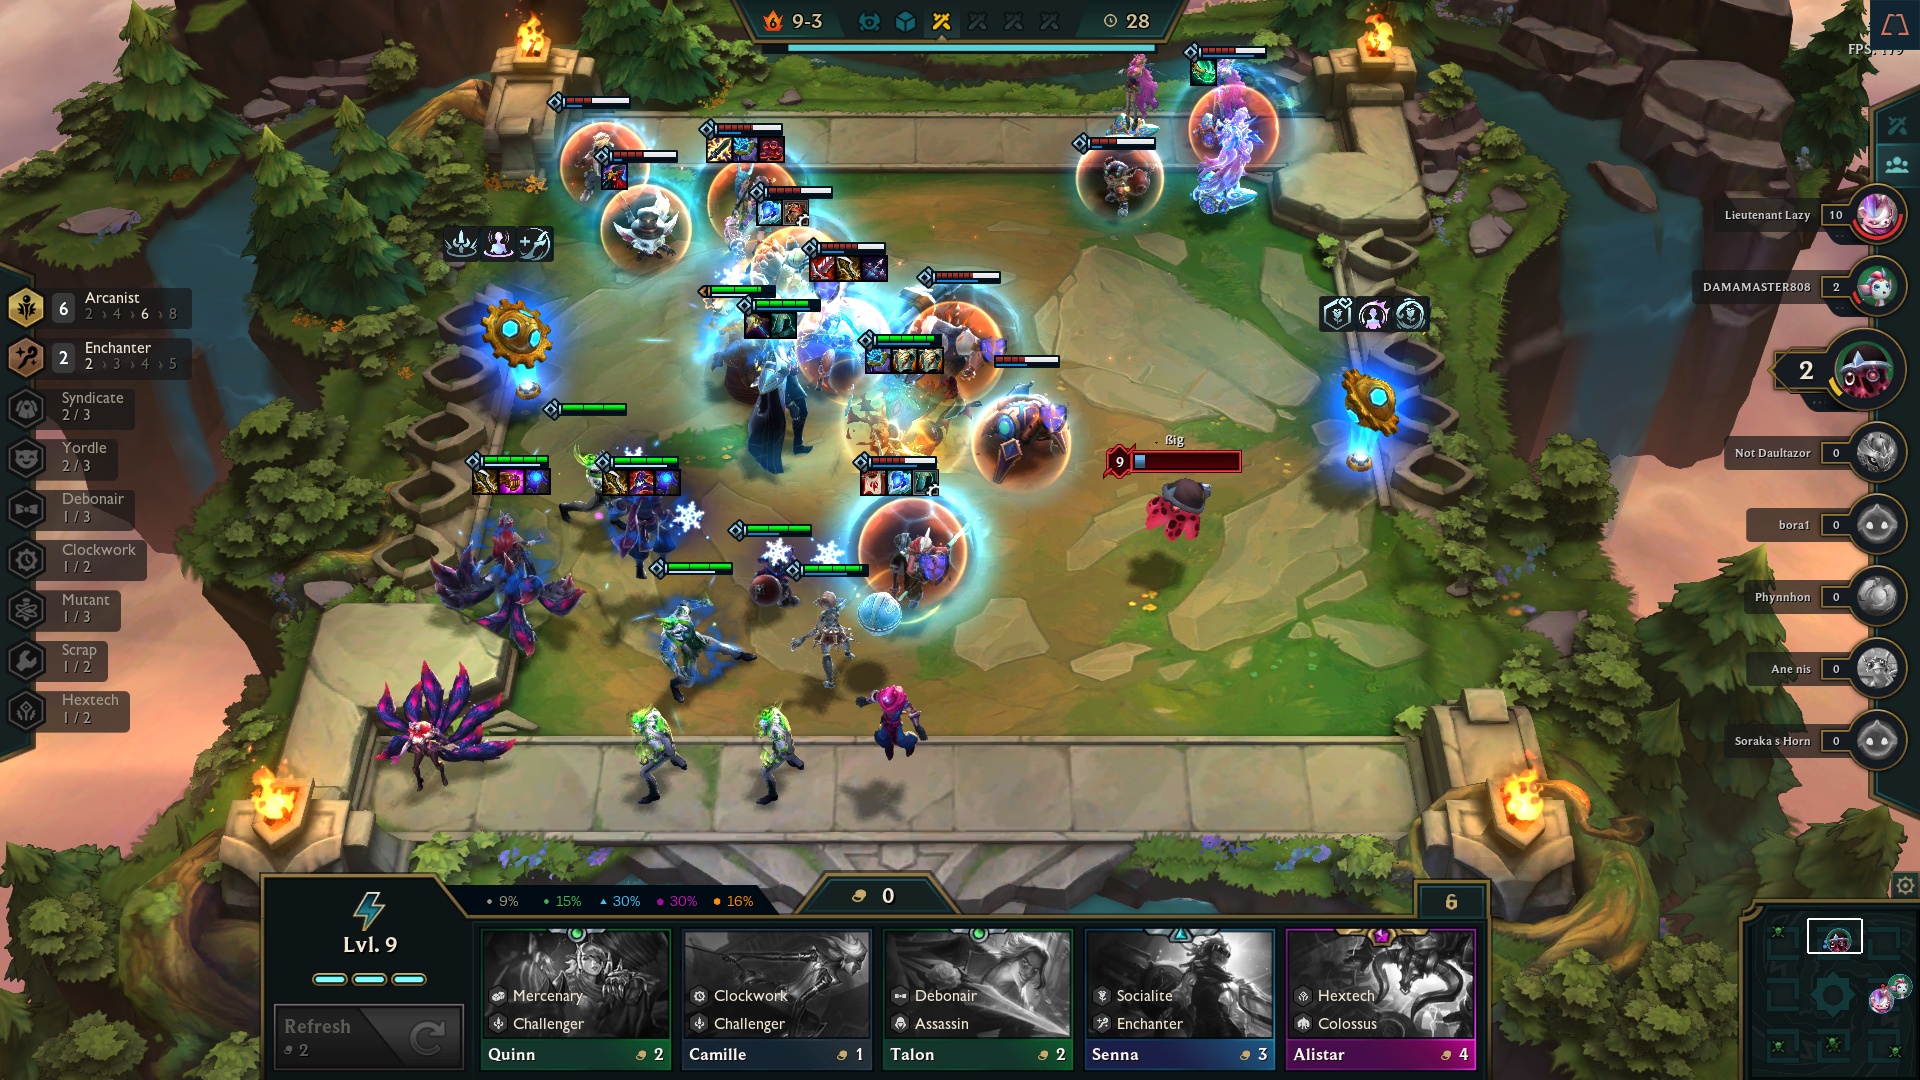 9-3
28
FPS: 179
Lieutenant Lazy 10
DAMAMASTER808 2
2
Not Daultazor 0
bora1 0
Phynnhon 0
Ane nis 0
Soraka s Horn 0
6 Arcanist
2 › 4 › 6 › 8
2 Enchanter
2 › 3 › 4 › 5
Syndicate
2 / 3
Yordle
2 / 3
Debonair
1 / 3
Clockwork
1 / 2
Mutant
1 / 3
Scrap
1 / 2
Hextech
1 / 2
ßig
9
Lvl. 9
9% 15% 30% 30% 16%
0
6
Refresh
2
Mercenary
Challenger
Quinn 2
Clockwork
Challenger
Camille 1
Debonair
Assassin
Talon 2
Socialite
Enchanter
Senna 3
Hextech
Colossus
Alistar 4